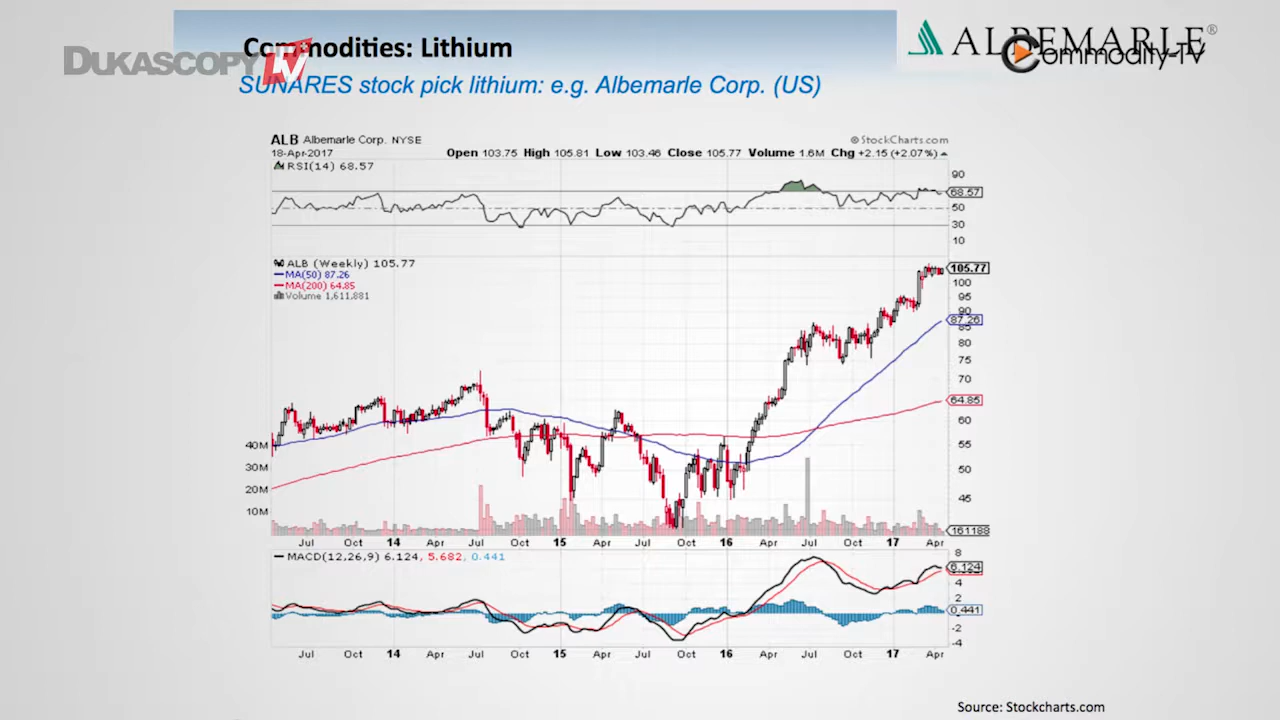 Commodities: Lithium
DUKASCOPY TV
ALBEMARLE®
Commodity-TV
SUNARES stock pick lithium: e.g. Albemarle Corp. (US)
ALB Albemarle Corp. NYSE
© StockCharts.com
18-Apr-2017
Open 103.75 High 105.81 Low 103.46 Close 105.77 Volume 1.6M Chg +2.15 (+2.07%)
RSI(14) 68.57
90
68.57
50
30
10
ALB (Weekly) 105.77
MA(50) 87.26
MA(200) 64.85
Volume 1,611,881
105.77
100
95
90
87.26
85
80
75
70
64.85
60
55
50
45
40M
30M
20M
10M
161188
Jul Oct 14 Apr Jul Oct 15 Apr Jul Oct 16 Apr Jul Oct 17 Apr
MACD(12,26,9) 6.124, 5.682, 0.441
8
6.124
4
2
0.441
-2
-4
Jul Oct 14 Apr Jul Oct 15 Apr Jul Oct 16 Apr Jul Oct 17 Apr
Source: Stockcharts.com